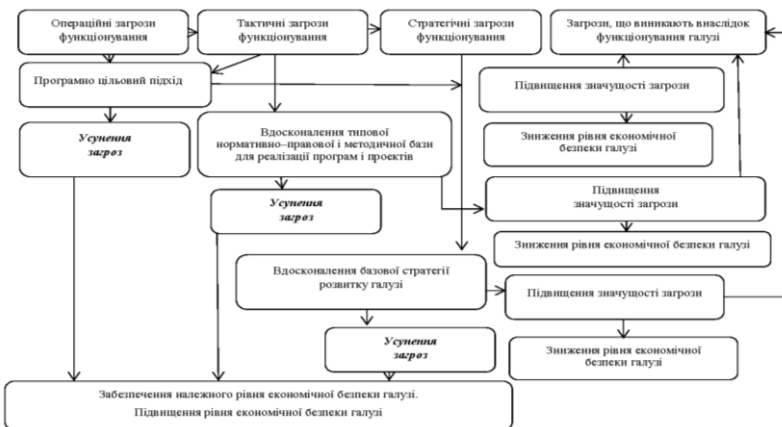 Операційні загрози
функціонування
Тактичні загрози
функціонування
Стратегічні загрози
функціонування
Загрози, що виникають внаслідок
функціонування галузі
Програмно цільовий підхід
Підвищення значущості загрози
Усунення
загроз
Вдосконалення типової
нормативно–правової і методичної бази
для реалізації програм і проектів
Зниження рівня економічної
безпеки галузі
Усунення
загроз
Підвищення
значущості загрози
Зниження рівня економічної безпеки галузі
Вдосконалення базової стратегії
розвитку галузі
Підвищення значущості загрози
Усунення
загроз
Зниження рівня економічної
безпеки галузі
Забезпечення належного рівня економічної безпеки галузі.
Підвищення рівня економічної безпеки галузі